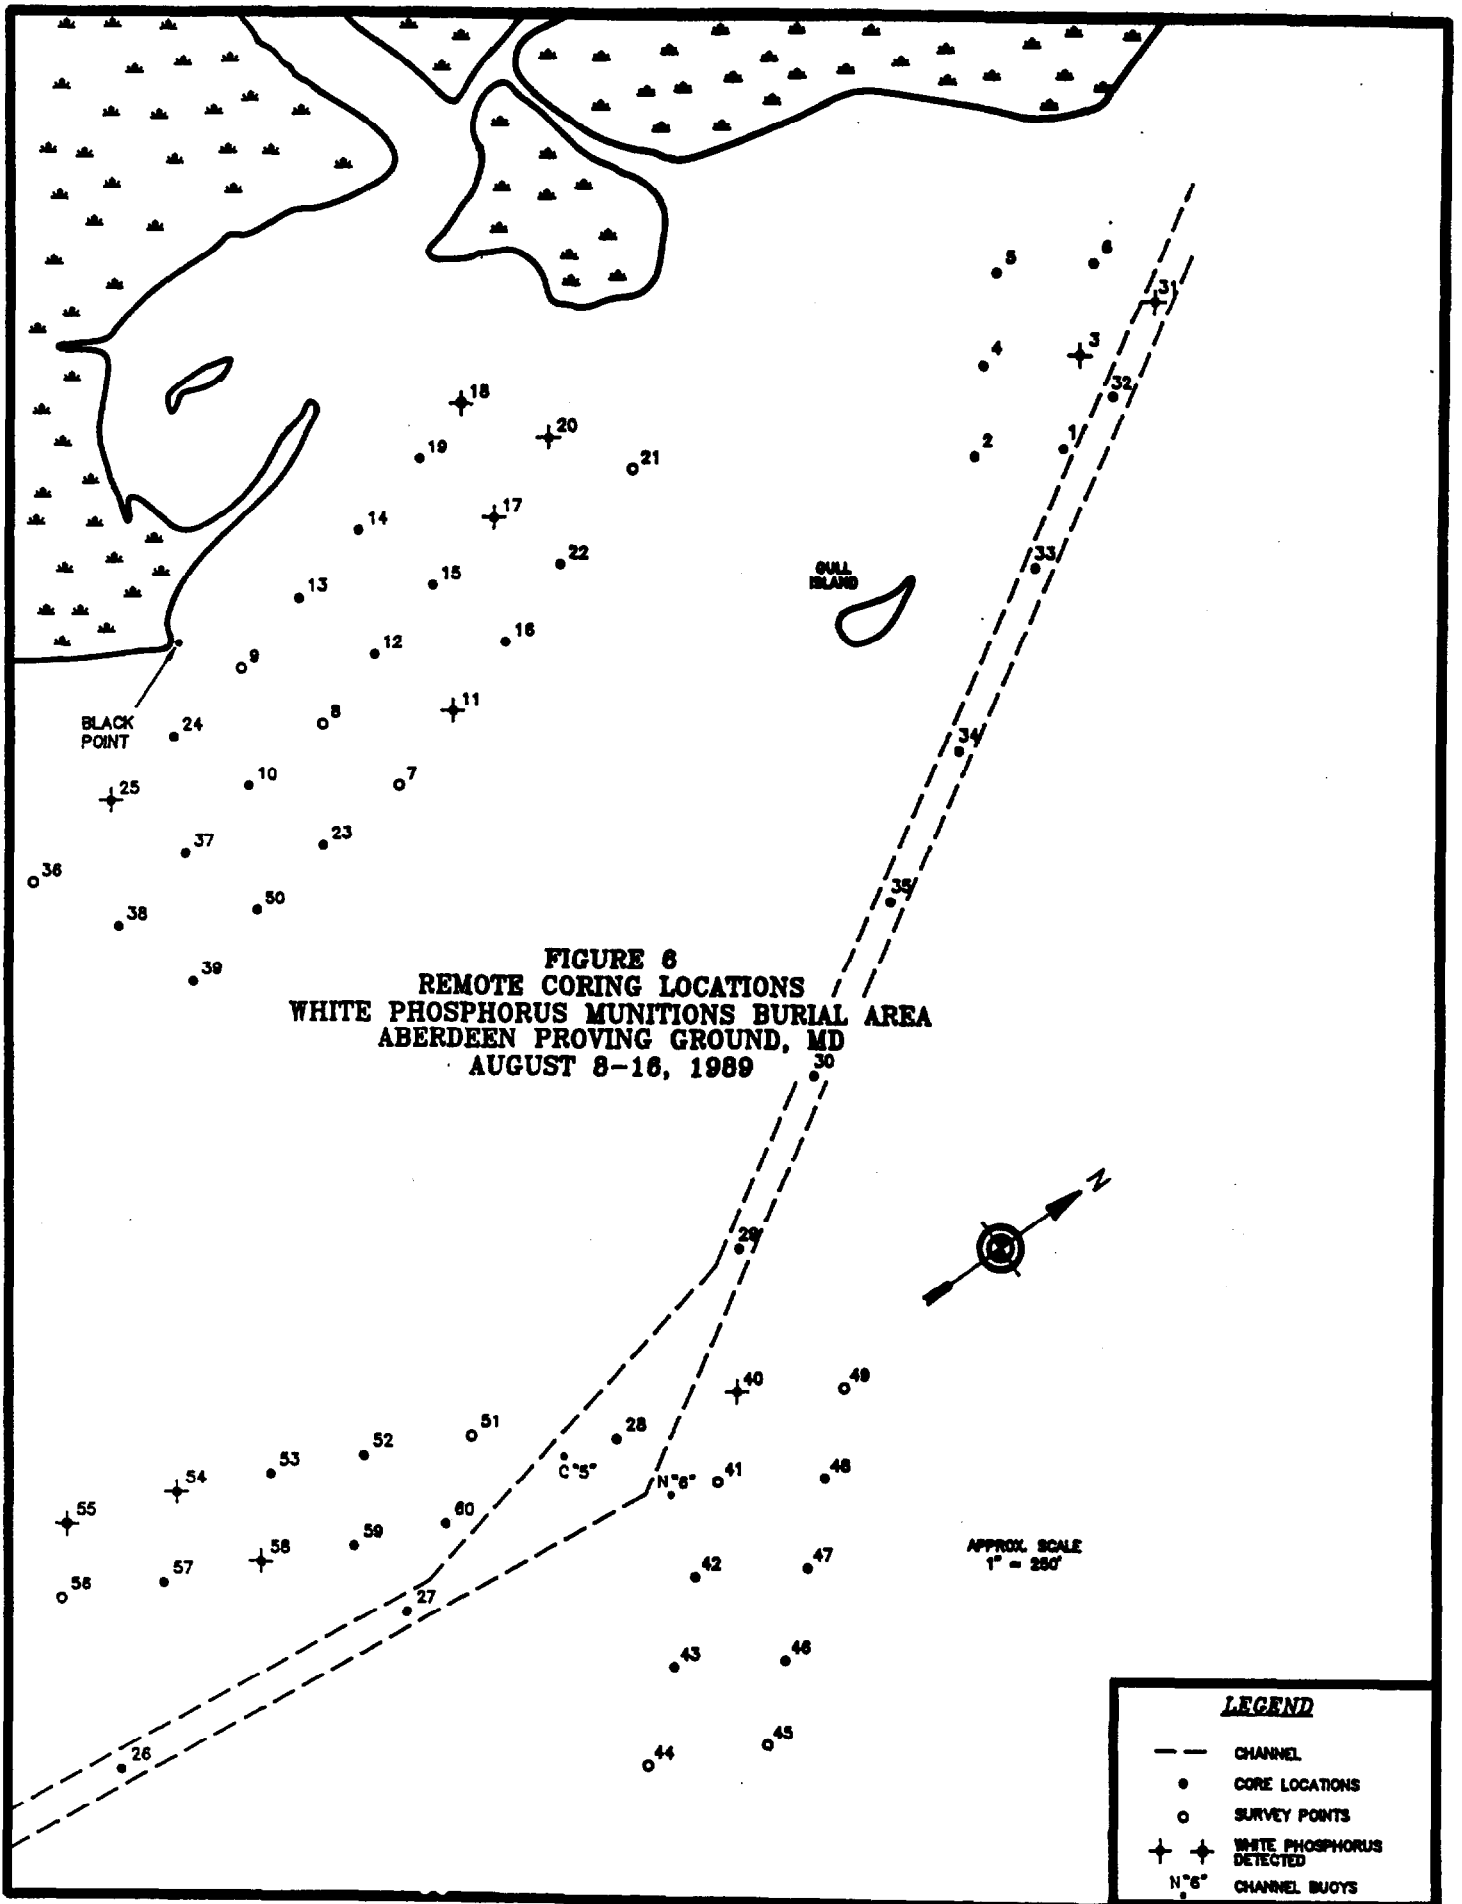 5
6
31
4
3
32
18
20
19
21
2
1
17
14
22
33
GULL
ISLAND
13
15
12
16
9
8
11
BLACK
POINT
24
34
25
10
7
37
23
36
35
38
50
39
FIGURE 6
REMOTE CORING LOCATIONS
WHITE PHOSPHORUS MUNITIONS BURIAL AREA
ABERDEEN PROVING GROUND, MD
AUGUST 8-16, 1989
30
N
29
40
49
51
28
52
53
C "5"
N "6"
41
48
54
55
60
59
58
57
56
42
47
APPROX. SCALE
1" = 250'
27
43
46
26
44
45
LEGEND
CHANNEL
CORE LOCATIONS
SURVEY POINTS
WHITE PHOSPHORUS
DETECTED
N "6" CHANNEL BUOYS